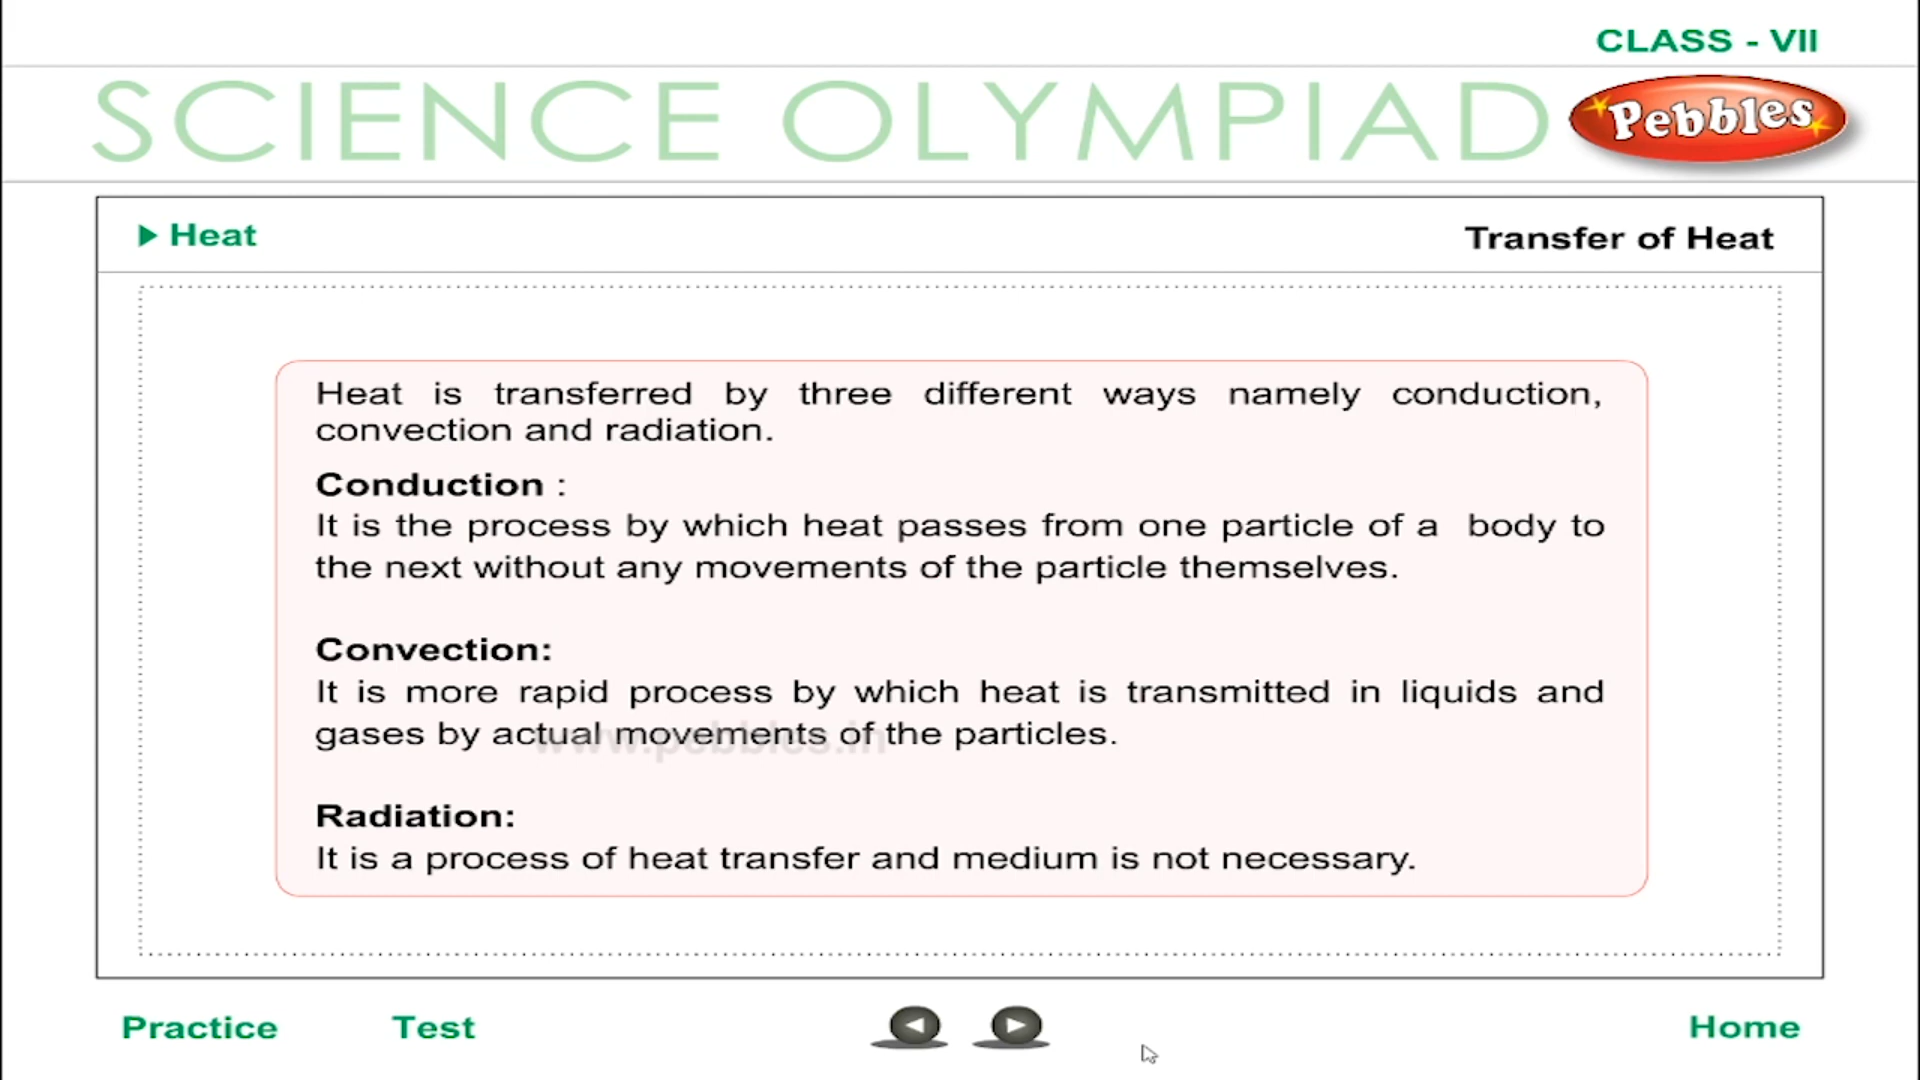 CLASS - VII
SCIENCE OLYMPIAD
Pebbles
Heat
Transfer of Heat
Heat is transferred by three different ways namely conduction,
convection and radiation.
Conduction :
It is the process by which heat passes from one particle of a body to
the next without any movements of the particle themselves.
Convection:
It is more rapid process by which heat is transmitted in liquids and
gases by actual movements of the particles.
www.pebbles.in
Radiation:
It is a process of heat transfer and medium is not necessary.
Practice
Test
Home